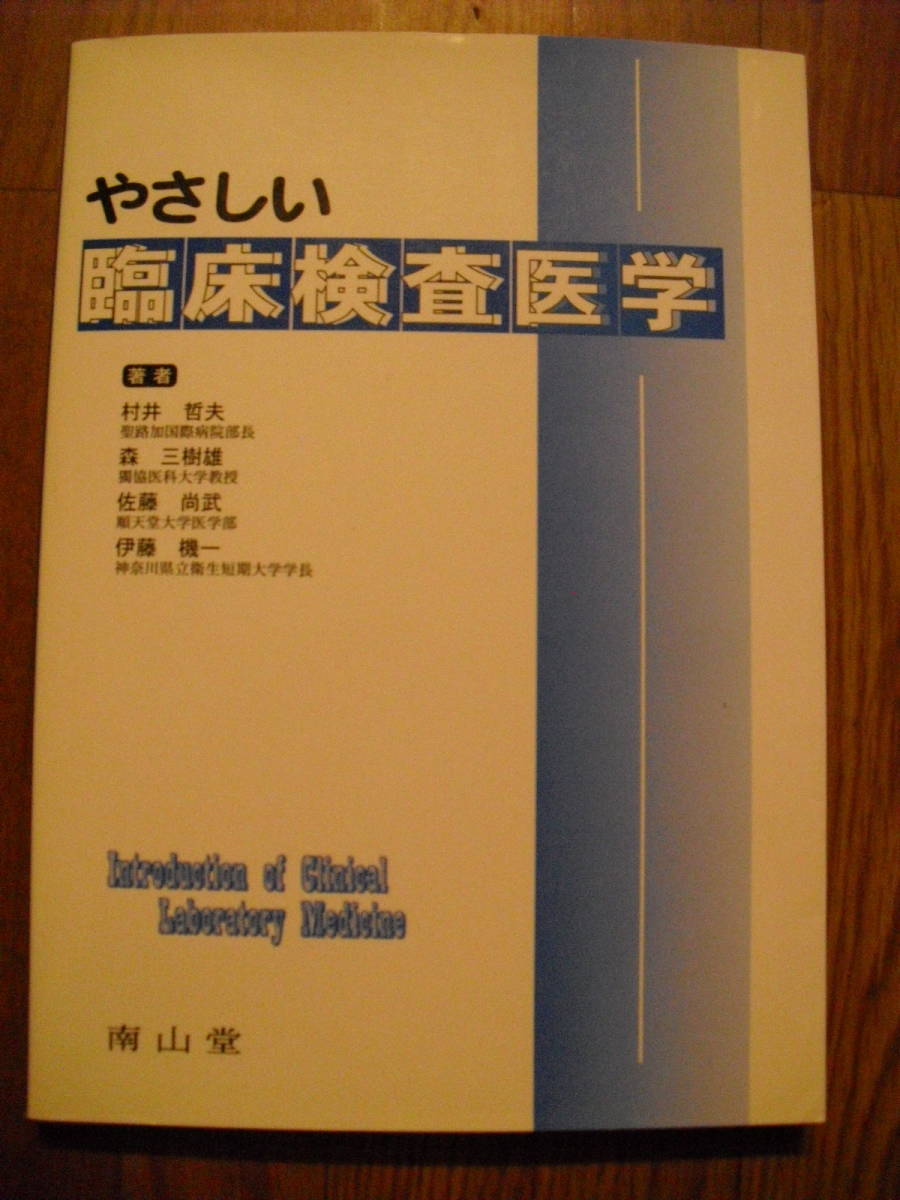 やさしい
臨床検査医学
著者
村井 哲夫
聖路加国際病院部長
森 三樹雄
獨協医科大学教授
佐藤 尚武
順天堂大学医学部
伊藤 機一
神奈川県立衛生短期大学学長
Introduction of Clinical
Laboratory Medicine
南山堂